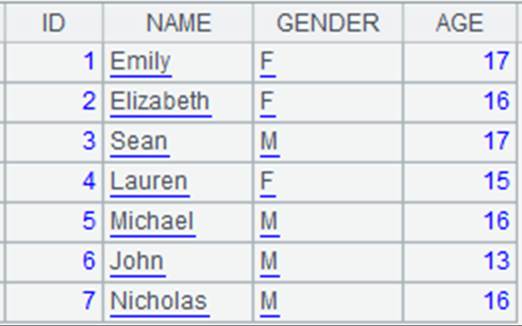 ID NAME GENDER AGE
1 Emily F 17
2 Elizabeth F 16
3 Sean M 17
4 Lauren F 15
5 Michael M 16
6 John M 13
7 Nicholas M 16